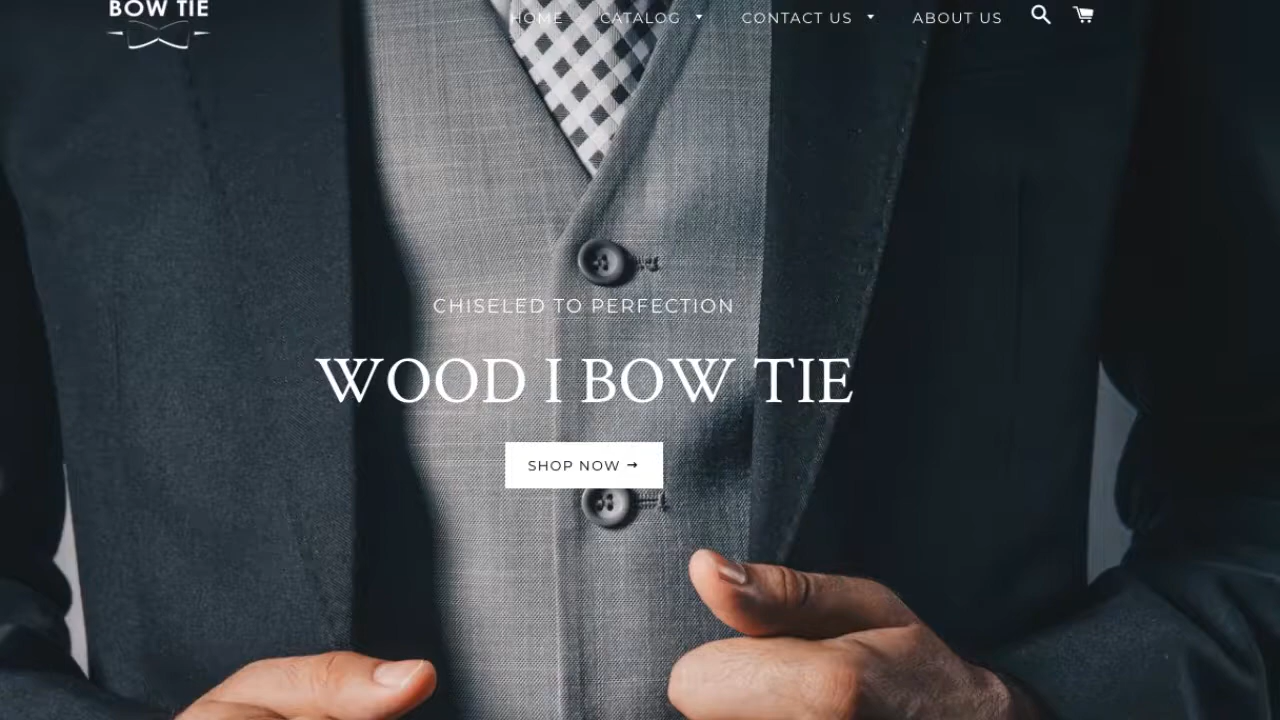 BOW TIE
HOME CATALOG CONTACT US ABOUT US
CHISELED TO PERFECTION
WOOD I BOW TIE
SHOP NOW →